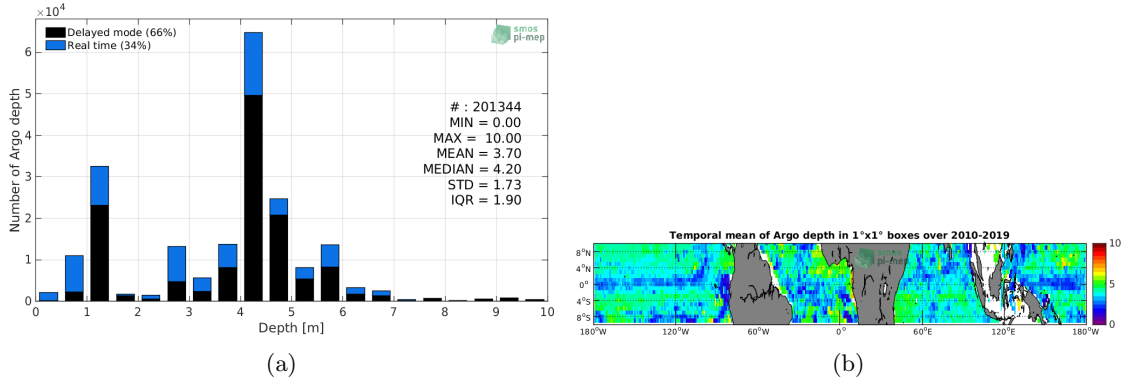 ×10⁴
Delayed mode (66%)
Real time (34%)
smos
pi-mep
# : 201344
MIN = 0.00
MAX = 10.00
MEAN = 3.70
MEDIAN = 4.20
STD = 1.73
IQR = 1.90
Number of Argo depth
6
5
4
3
2
1
0
0 1 2 3 4 5 6 7 8 9 10
Depth [m]
(a)
Temporal mean of Argo depth in 1°x1° boxes over 2010-2019
smos
pi-mep
8°N
4°N
0°
4°S
8°S
180°W 120°W 60°W 0° 60°E 120°E 180°W
10
5
0
(b)